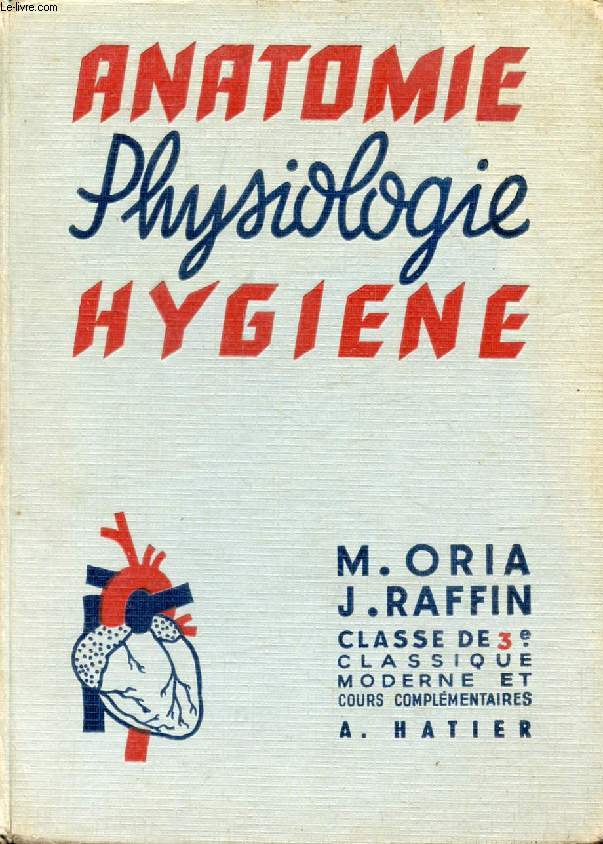 Le-livre.com
ANATOMIE
Physiologie
HYGIENE
M. ORIA
J. RAFFIN
CLASSE DE 3e.
CLASSIQUE
MODERNE ET
COURS COMPLÉMENTAIRES
A. HATIER